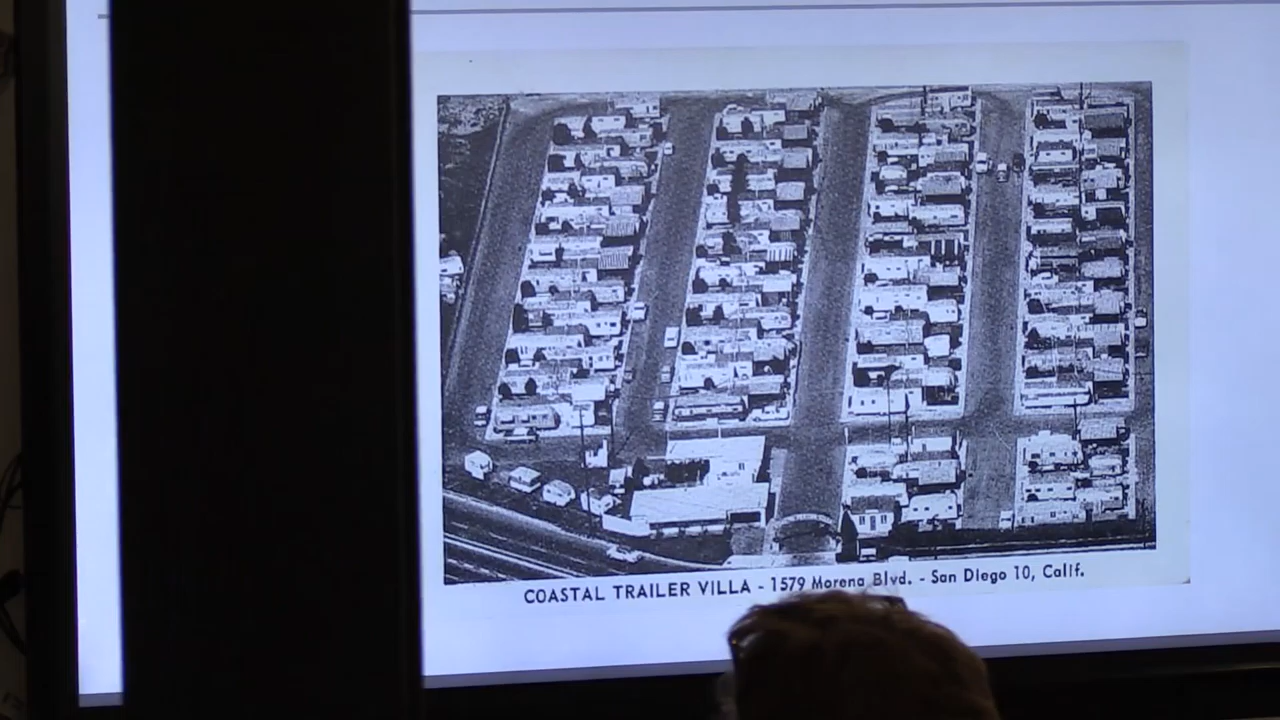 COASTAL TRAILER VILLA - 1579 Morena Blvd. - San Diego 10, Calif.